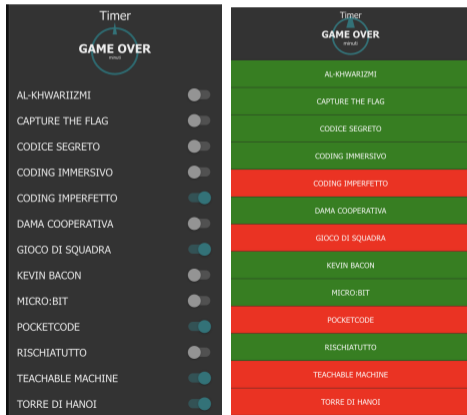 Timer
GAME OVER
minuti
AL-KHWARIIZMI
CAPTURE THE FLAG
CODICE SEGRETO
CODING IMMERSIVO
CODING IMPERFETTO
DAMA COOPERATIVA
GIOCO DI SQUADRA
KEVIN BACON
MICRO:BIT
POCKETCODE
RISCHIATUTTO
TEACHABLE MACHINE
TORRE DI HANOI
Timer
GAME OVER
minuti
AL-KHWARIZMI
CAPTURE THE FLAG
CODICE SEGRETO
CODING IMMERSIVO
CODING IMPERFETTO
DAMA COOPERATIVA
GIOCO DI SQUADRA
KEVIN BACON
MICRO:BIT
POCKETCODE
RISCHIATUTTO
TEACHABLE MACHINE
TORRE DI HANOI